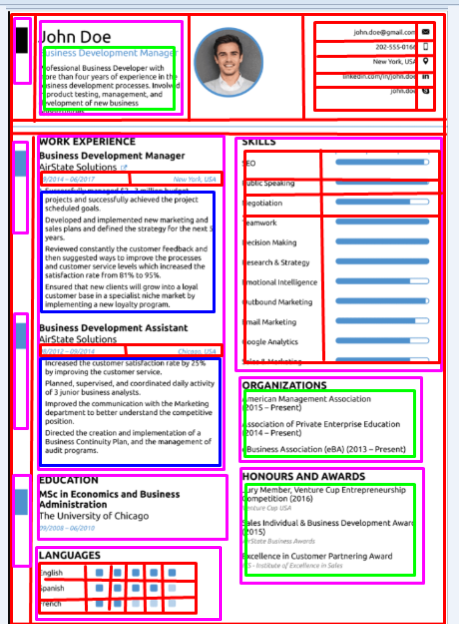 John Doe
Business Development Manager
Professional Business Developer with
more than four years of experience in the
business development processes. Involved
product testing, management, and
development of new business
john.doe@gmail.com
202-555-0166
New York, USA
linkedin.com/in/john.doe
john.doe
WORK EXPERIENCE
Business Development Manager
AirState Solutions
09/2014 – 06/2017
New York, USA
Successfully managed $2 - 3 million budget
projects and successfully achieved the project
scheduled goals.
Developed and implemented new marketing and
sales plans and defined the strategy for the next 5
years.
Reviewed constantly the customer feedback and
then suggested ways to improve the processes
and customer service levels which increased the
satisfaction rate from 81% to 95%.
Ensured that new clients will grow into a loyal
customer base in a specialist niche market by
implementing a new loyalty program.
Business Development Assistant
AirState Solutions
08/2012 – 09/2014
Chicago, USA
Increased the customer satisfaction rate by 25%
by improving the customer service.
Planned, supervised, and coordinated daily activity
of 3 junior business analysts.
Improved the communication with the Marketing
department to better understand the competitive
position.
Directed the creation and implementation of a
Business Continuity Plan, and the management of
audit programs.
EDUCATION
MSc in Economics and Business
Administration
The University of Chicago
09/2008 – 06/2010
LANGUAGES
English
Spanish
French
SKILLS
SEO
Public Speaking
Negotiation
Teamwork
Decision Making
Research & Strategy
Emotional Intelligence
Outbound Marketing
Email Marketing
Google Analytics
Sales & Marketing
ORGANIZATIONS
American Management Association
(2015 – Present)
Association of Private Enterprise Education
(2014 – Present)
eBusiness Association (eBA) (2013 – Present)
HONOURS AND AWARDS
Jury Member, Venture Cup Entrepreneurship
Competition (2016)
Venture Cup USA
Sales Individual & Business Development Award
(2015)
AirState Business Awards
Excellence in Customer Partnering Award
- Institute of Excellence in Sales